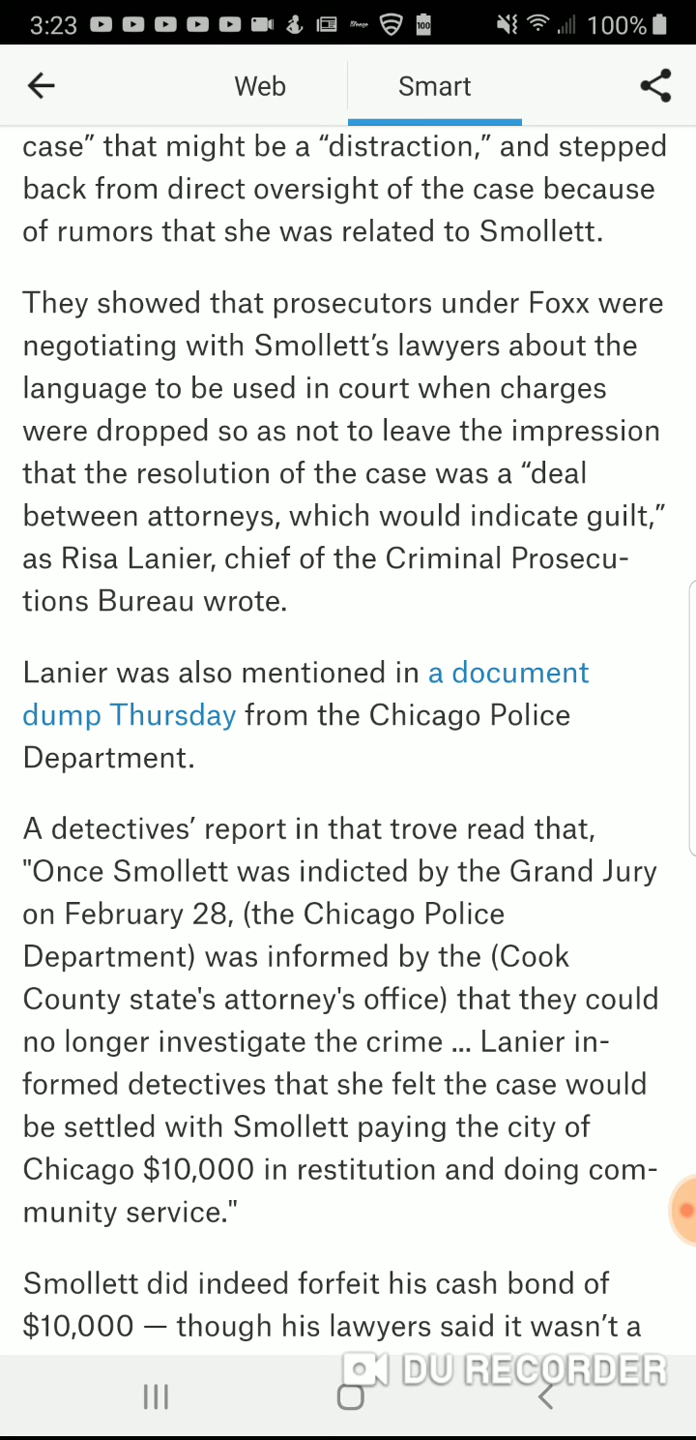 3:23
100
100%
Web
Smart
case” that might be a “distraction,” and stepped
back from direct oversight of the case because
of rumors that she was related to Smollett.
They showed that prosecutors under Foxx were
negotiating with Smollett’s lawyers about the
language to be used in court when charges
were dropped so as not to leave the impression
that the resolution of the case was a “deal
between attorneys, which would indicate guilt,”
as Risa Lanier, chief of the Criminal Prosecu-
tions Bureau wrote.
Lanier was also mentioned in a document
dump Thursday from the Chicago Police
Department.
A detectives’ report in that trove read that,
"Once Smollett was indicted by the Grand Jury
on February 28, (the Chicago Police
Department) was informed by the (Cook
County state's attorney's office) that they could
no longer investigate the crime ... Lanier in-
formed detectives that she felt the case would
be settled with Smollett paying the city of
Chicago $10,000 in restitution and doing com-
munity service."
Smollett did indeed forfeit his cash bond of
$10,000 — though his lawyers said it wasn’t a
DU RECORDER